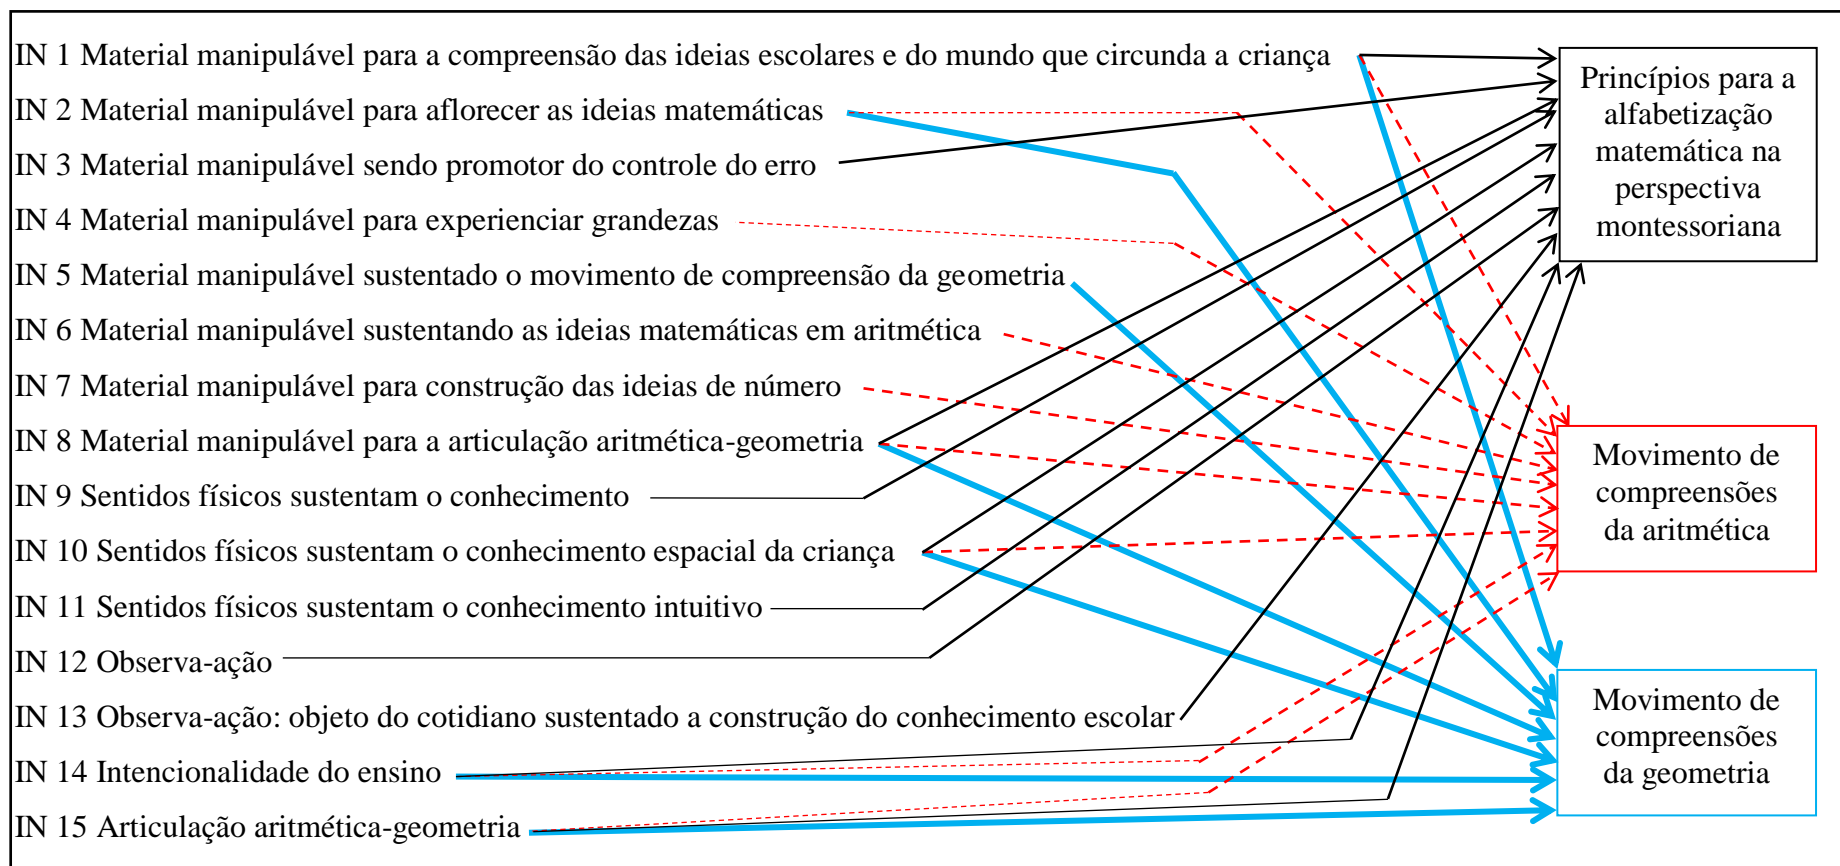 IN 1 Material manipulável para a compreensão das ideias escolares e do mundo que circunda a criança
IN 2 Material manipulável para aflorecer as ideias matemáticas
IN 3 Material manipulável sendo promotor do controle do erro
IN 4 Material manipulável para experienciar grandezas
IN 5 Material manipulável sustentado o movimento de compreensão da geometria
IN 6 Material manipulável sustentando as ideias matemáticas em aritmética
IN 7 Material manipulável para construção das ideias de número
IN 8 Material manipulável para a articulação aritmética-geometria
IN 9 Sentidos físicos sustentam o conhecimento
IN 10 Sentidos físicos sustentam o conhecimento espacial da criança
IN 11 Sentidos físicos sustentam o conhecimento intuitivo
IN 12 Observa-ação
IN 13 Observa-ação: objeto do cotidiano sustentado a construção do conhecimento escolar
IN 14 Intencionalidade do ensino
IN 15 Articulação aritmética-geometria
Princípios para a
alfabetização
matemática na
perspectiva
montessoriana
Movimento de
compreensões
da aritmética
Movimento de
compreensões
da geometria